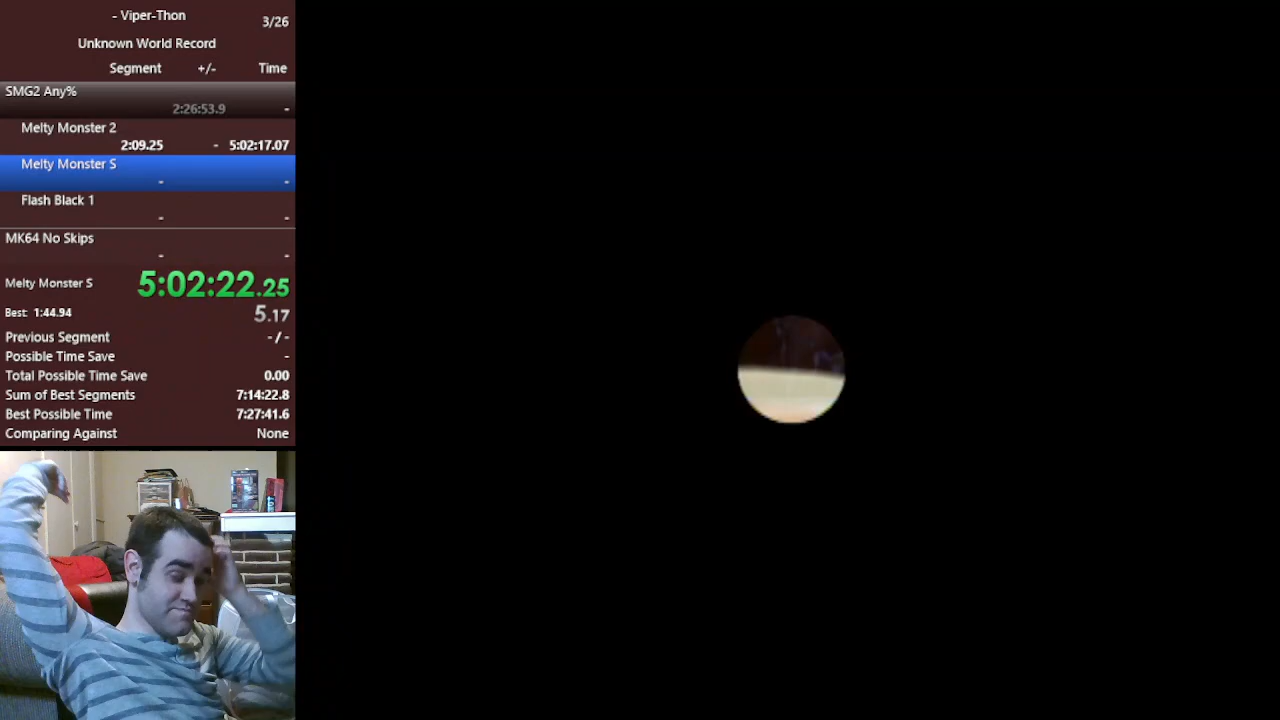 - Viper-Thon
3/26
Unknown World Record
Segment +/- Time
SMG2 Any%
2:26:53.9 -
Melty Monster 2
2:09.25 - 5:02:17.07
Melty Monster S
- -
Flash Black 1
- -
MK64 No Skips
- -
Melty Monster S 5:02:22.25
Best: 1:44.94 5.17
Previous Segment - / -
Possible Time Save -
Total Possible Time Save 0.00
Sum of Best Segments 7:14:22.8
Best Possible Time 7:27:41.6
Comparing Against None